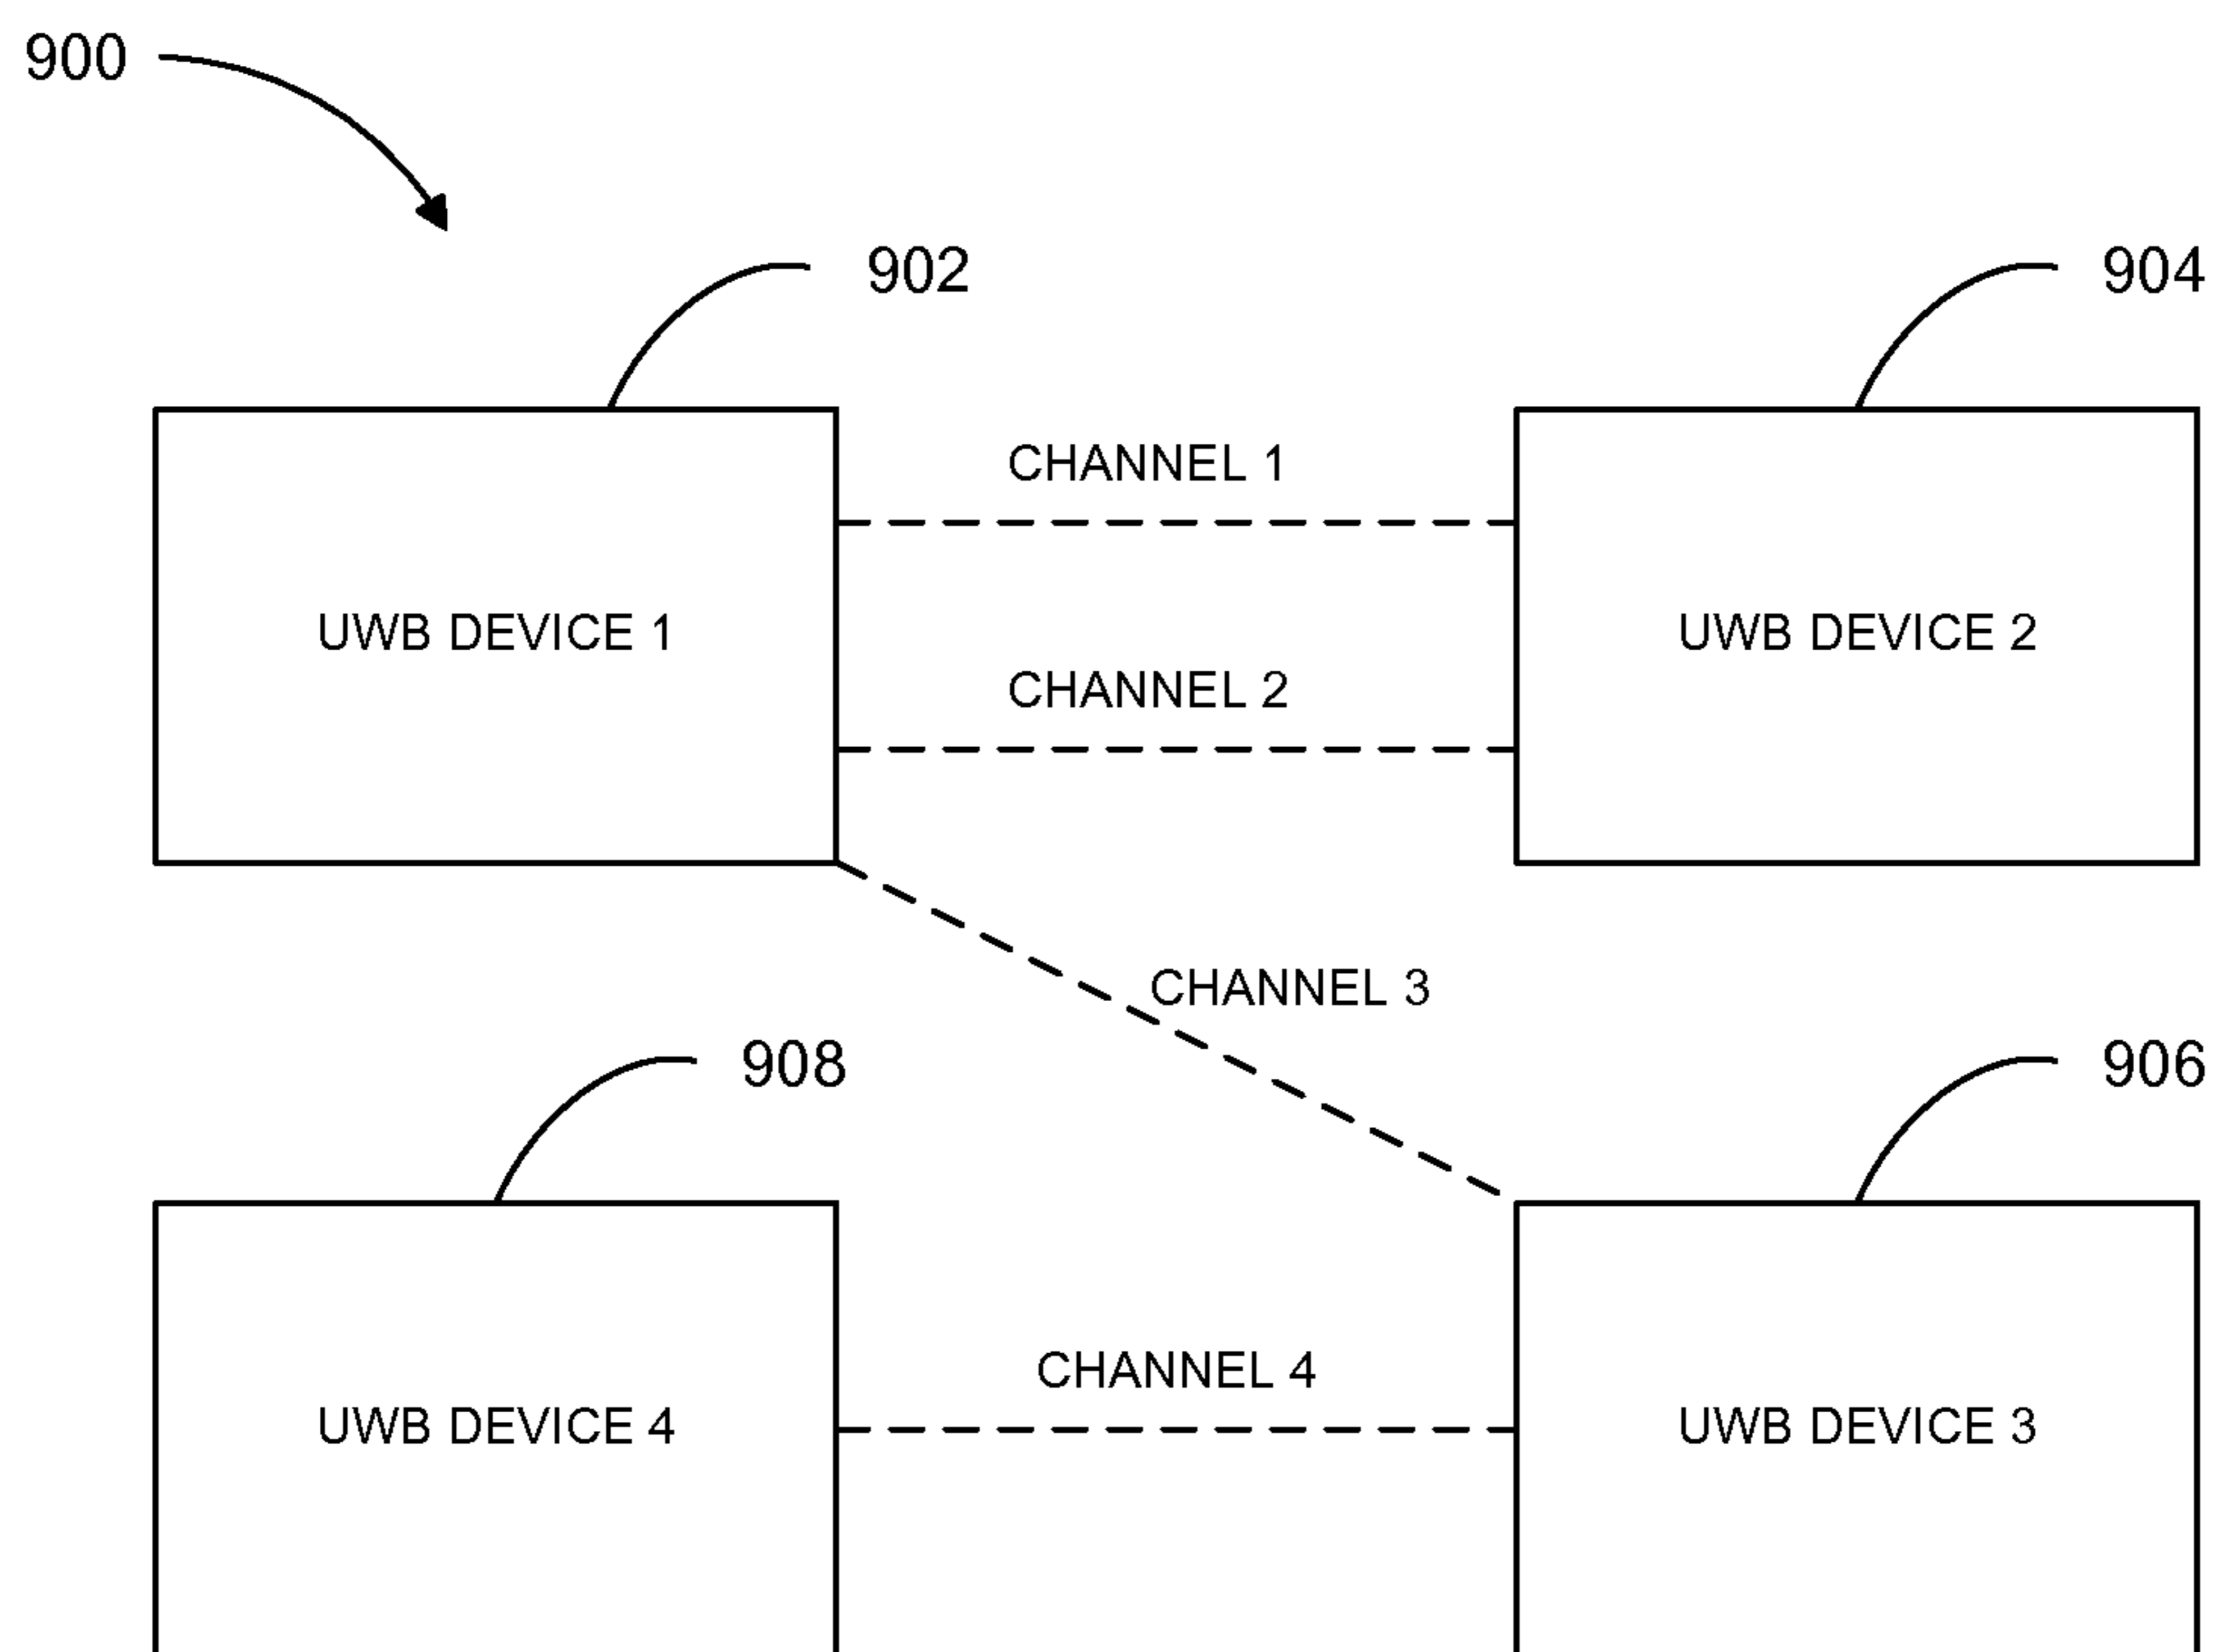 900
902
904
CHANNEL 1
UWB DEVICE 1
UWB DEVICE 2
CHANNEL 2
CHANNEL 3
908
906
CHANNEL 4
UWB DEVICE 4
UWB DEVICE 3